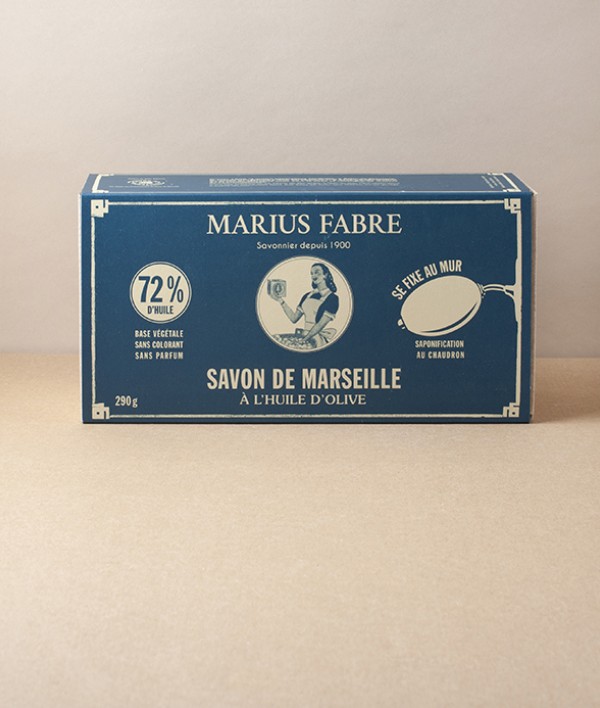 MARIUS FABRE
Savonnier depuis 1900
72%
D'HUILE
BASE VÉGÉTALE
SANS COLORANT
SANS PARFUM
SE FIXE AU MUR
SAPONIFICATION
AU CHAUDRON
SAVON DE MARSEILLE
À L'HUILE D'OLIVE
290g